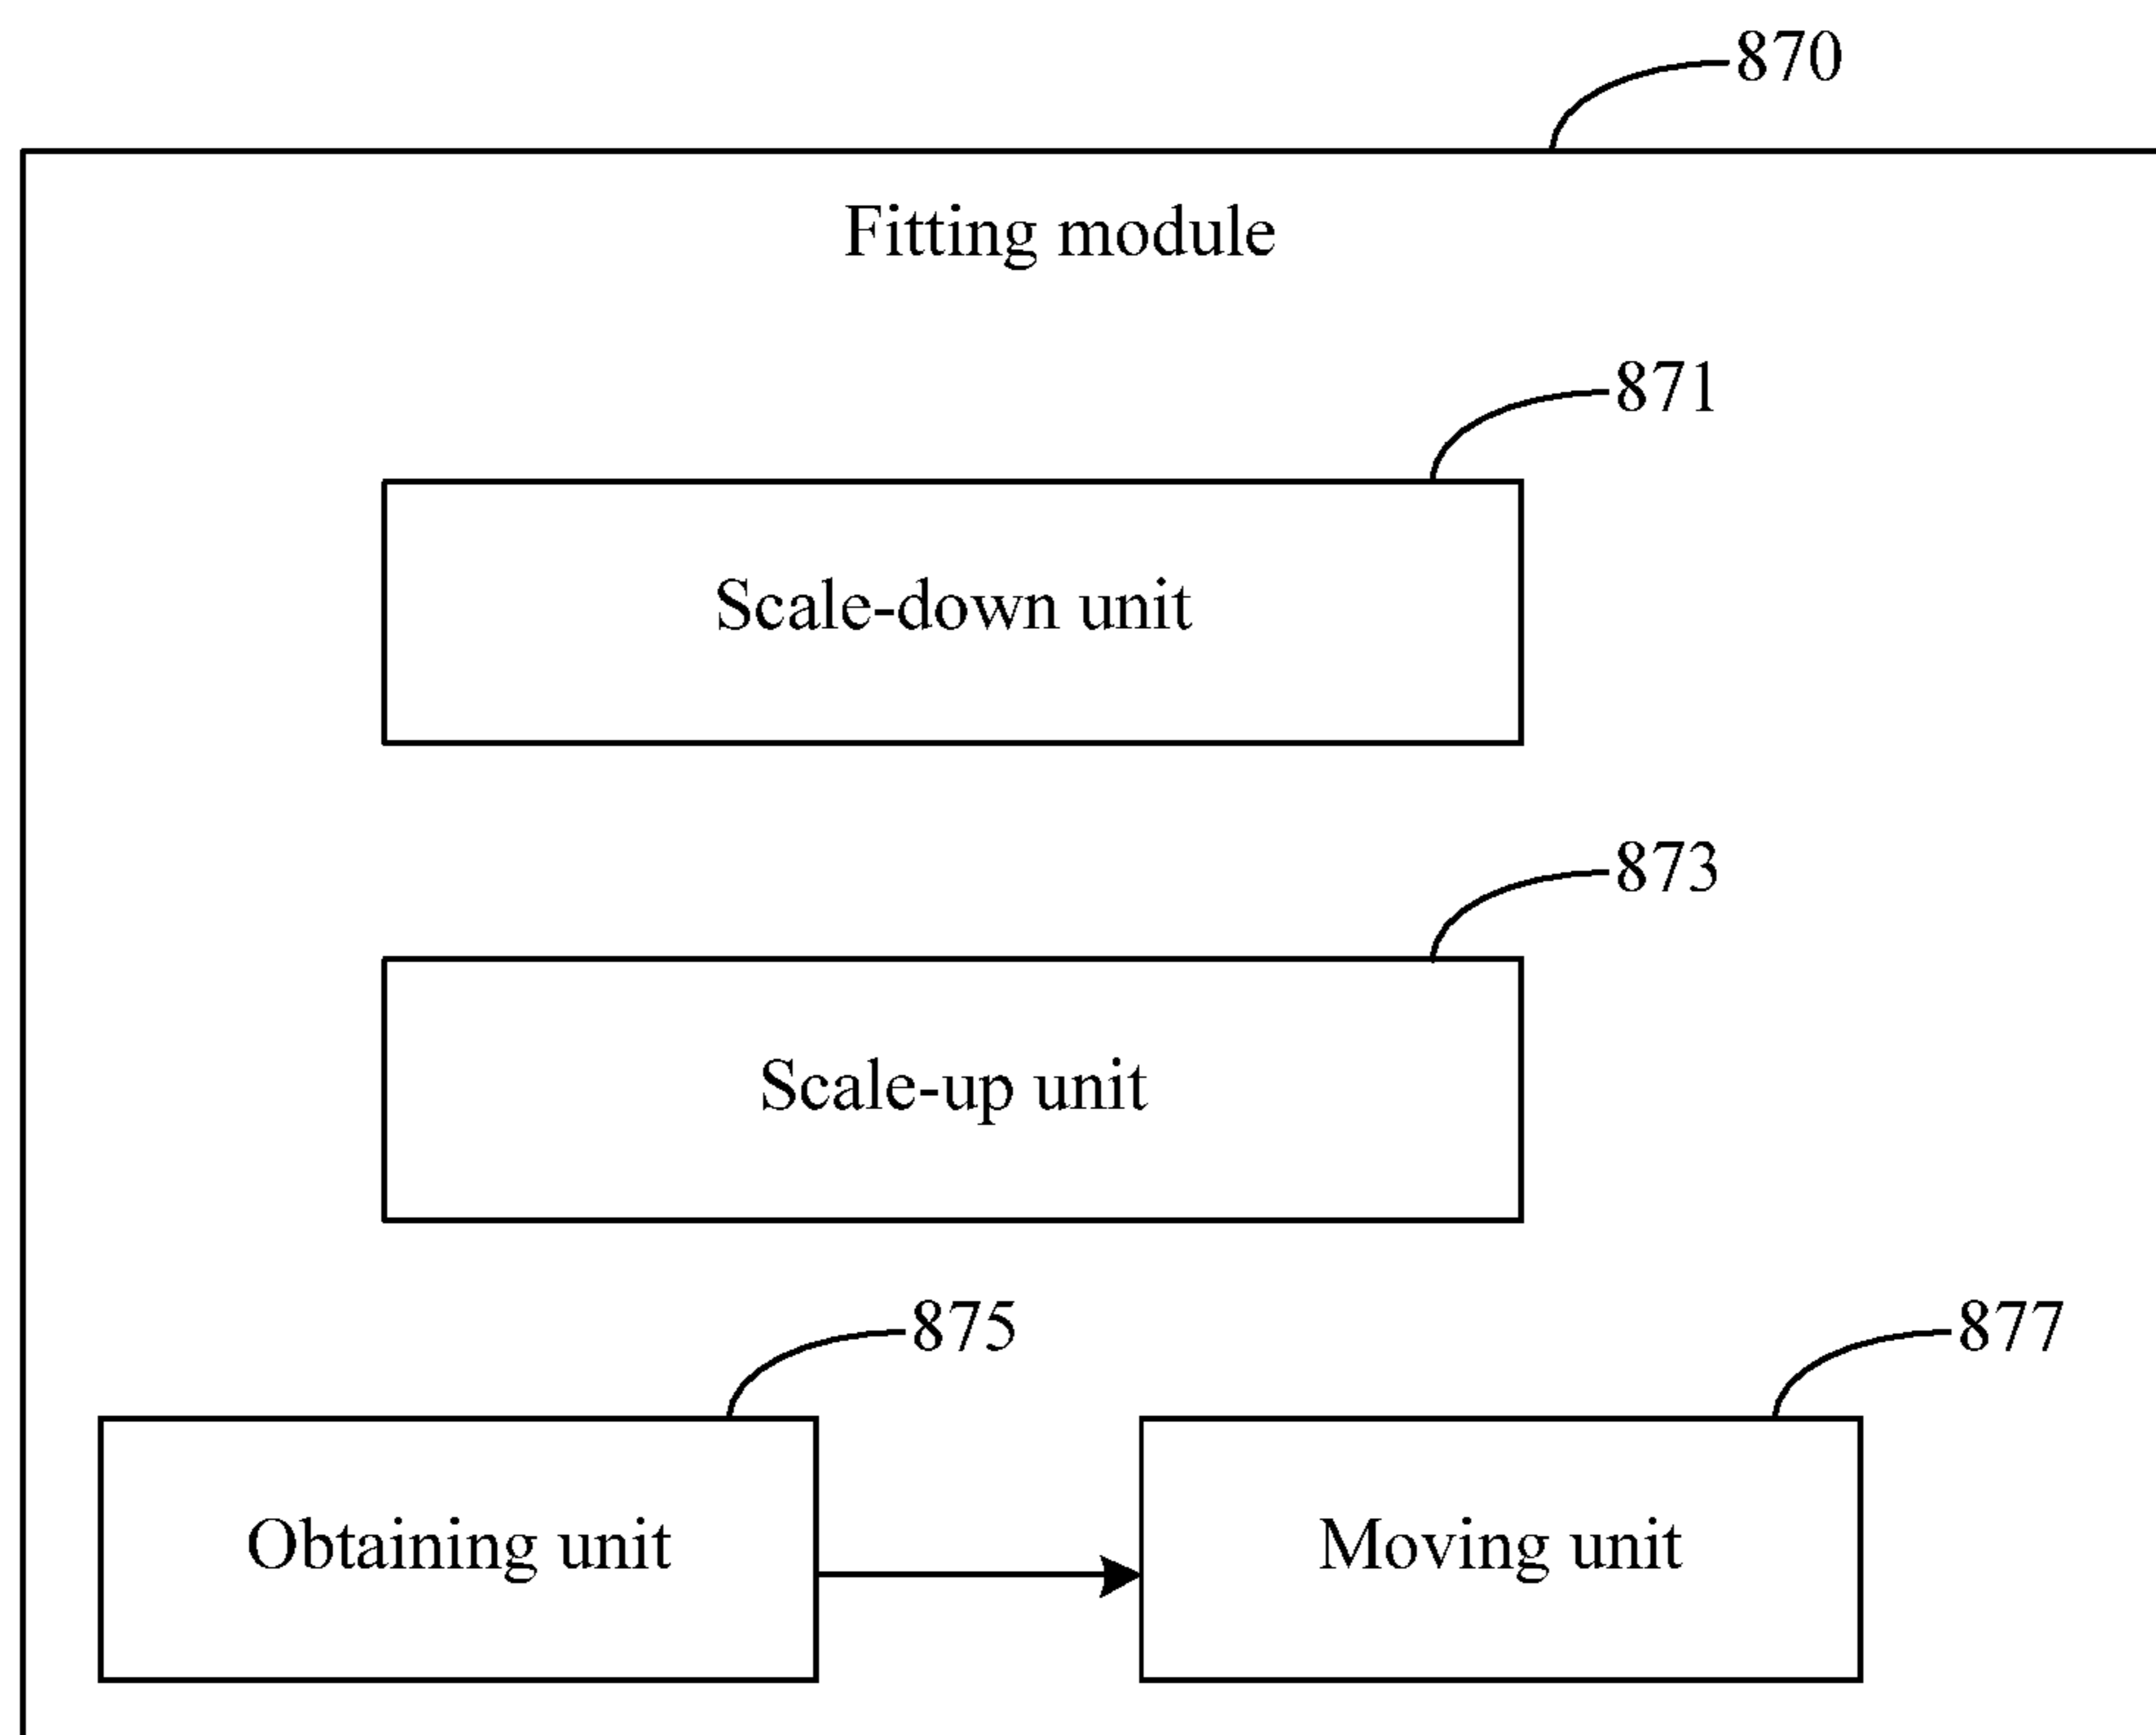 870
Fitting module
871
Scale-down unit
873
Scale-up unit
875
877
Obtaining unit
Moving unit